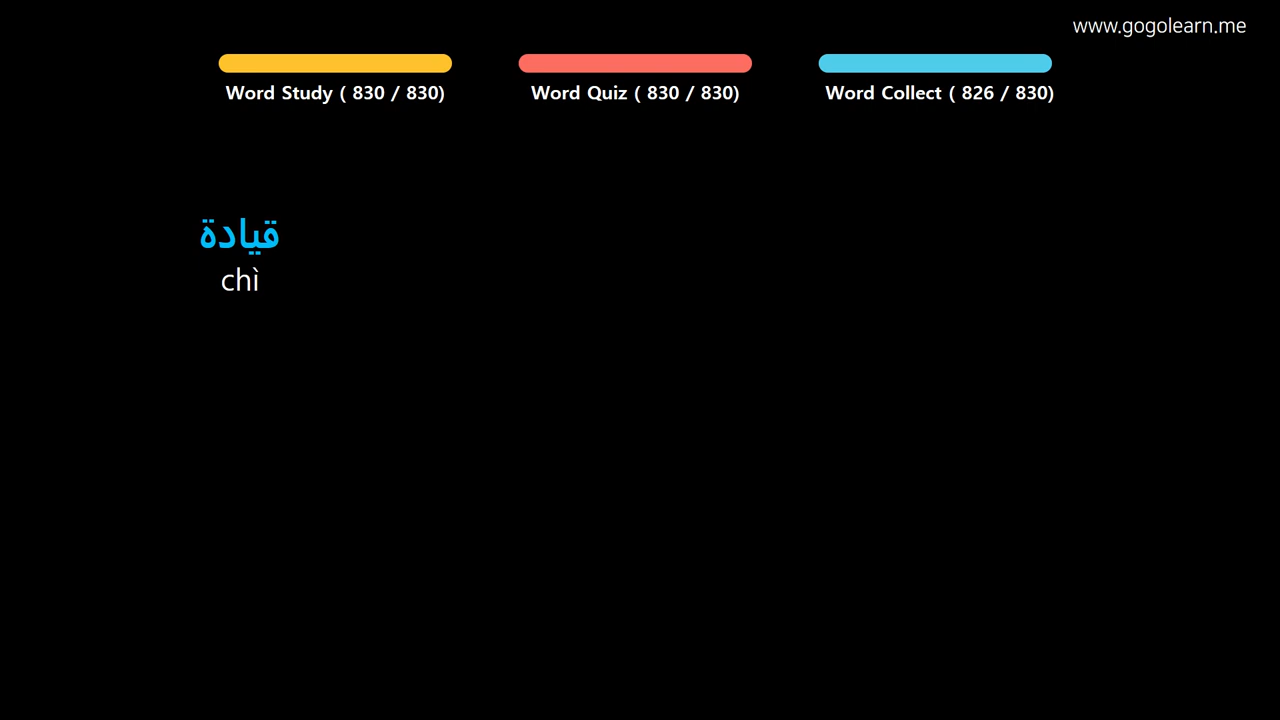 www.gogolearn.me
Word Study ( 830 / 830)
Word Quiz ( 830 / 830)
Word Collect ( 826 / 830)
قيادة
chì